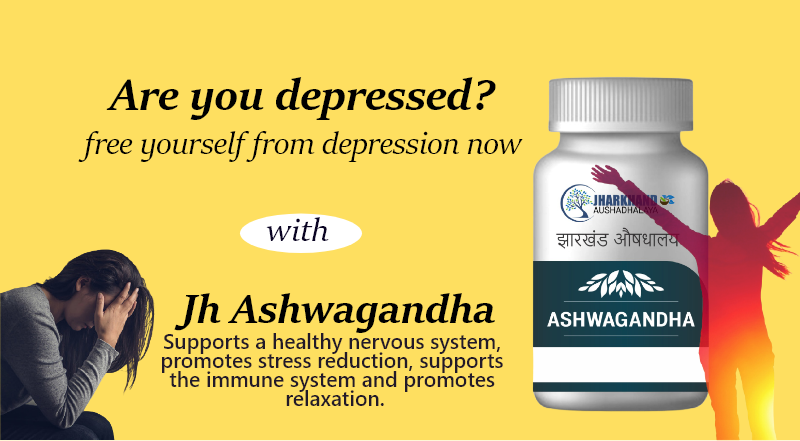 Are you depressed?
free yourself from depression now
with
Jh Ashwagandha
Supports a healthy nervous system,
promotes stress reduction, supports
the immune system and promotes
relaxation.
JHARKHAND
AUSHADHALAYA
झारखंड औषधालय
ASHWAGANDHA